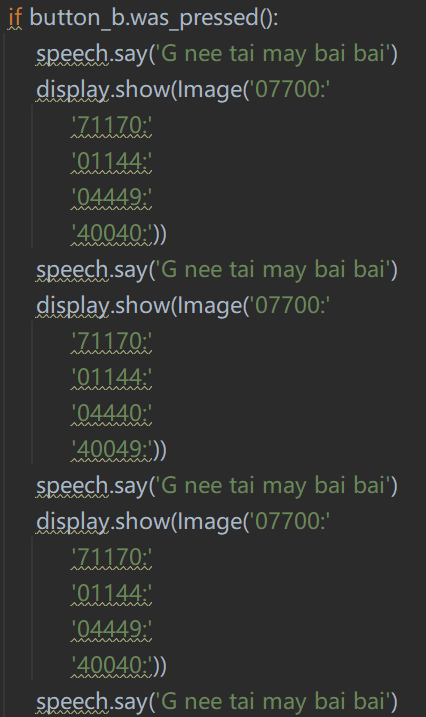 if button_b.was_pressed():
    speech.say('G nee tai may bai bai')
    display.show(Image('07700:'
        '71170:'
        '01144:'
        '04449:'
        '40040:'))
    speech.say('G nee tai may bai bai')
    display.show(Image('07700:'
        '71170:'
        '01144:'
        '04440:'
        '40049:'))
    speech.say('G nee tai may bai bai')
    display.show(Image('07700:'
        '71170:'
        '01144:'
        '04449:'
        '40040:'))
    speech.say('G nee tai may bai bai')